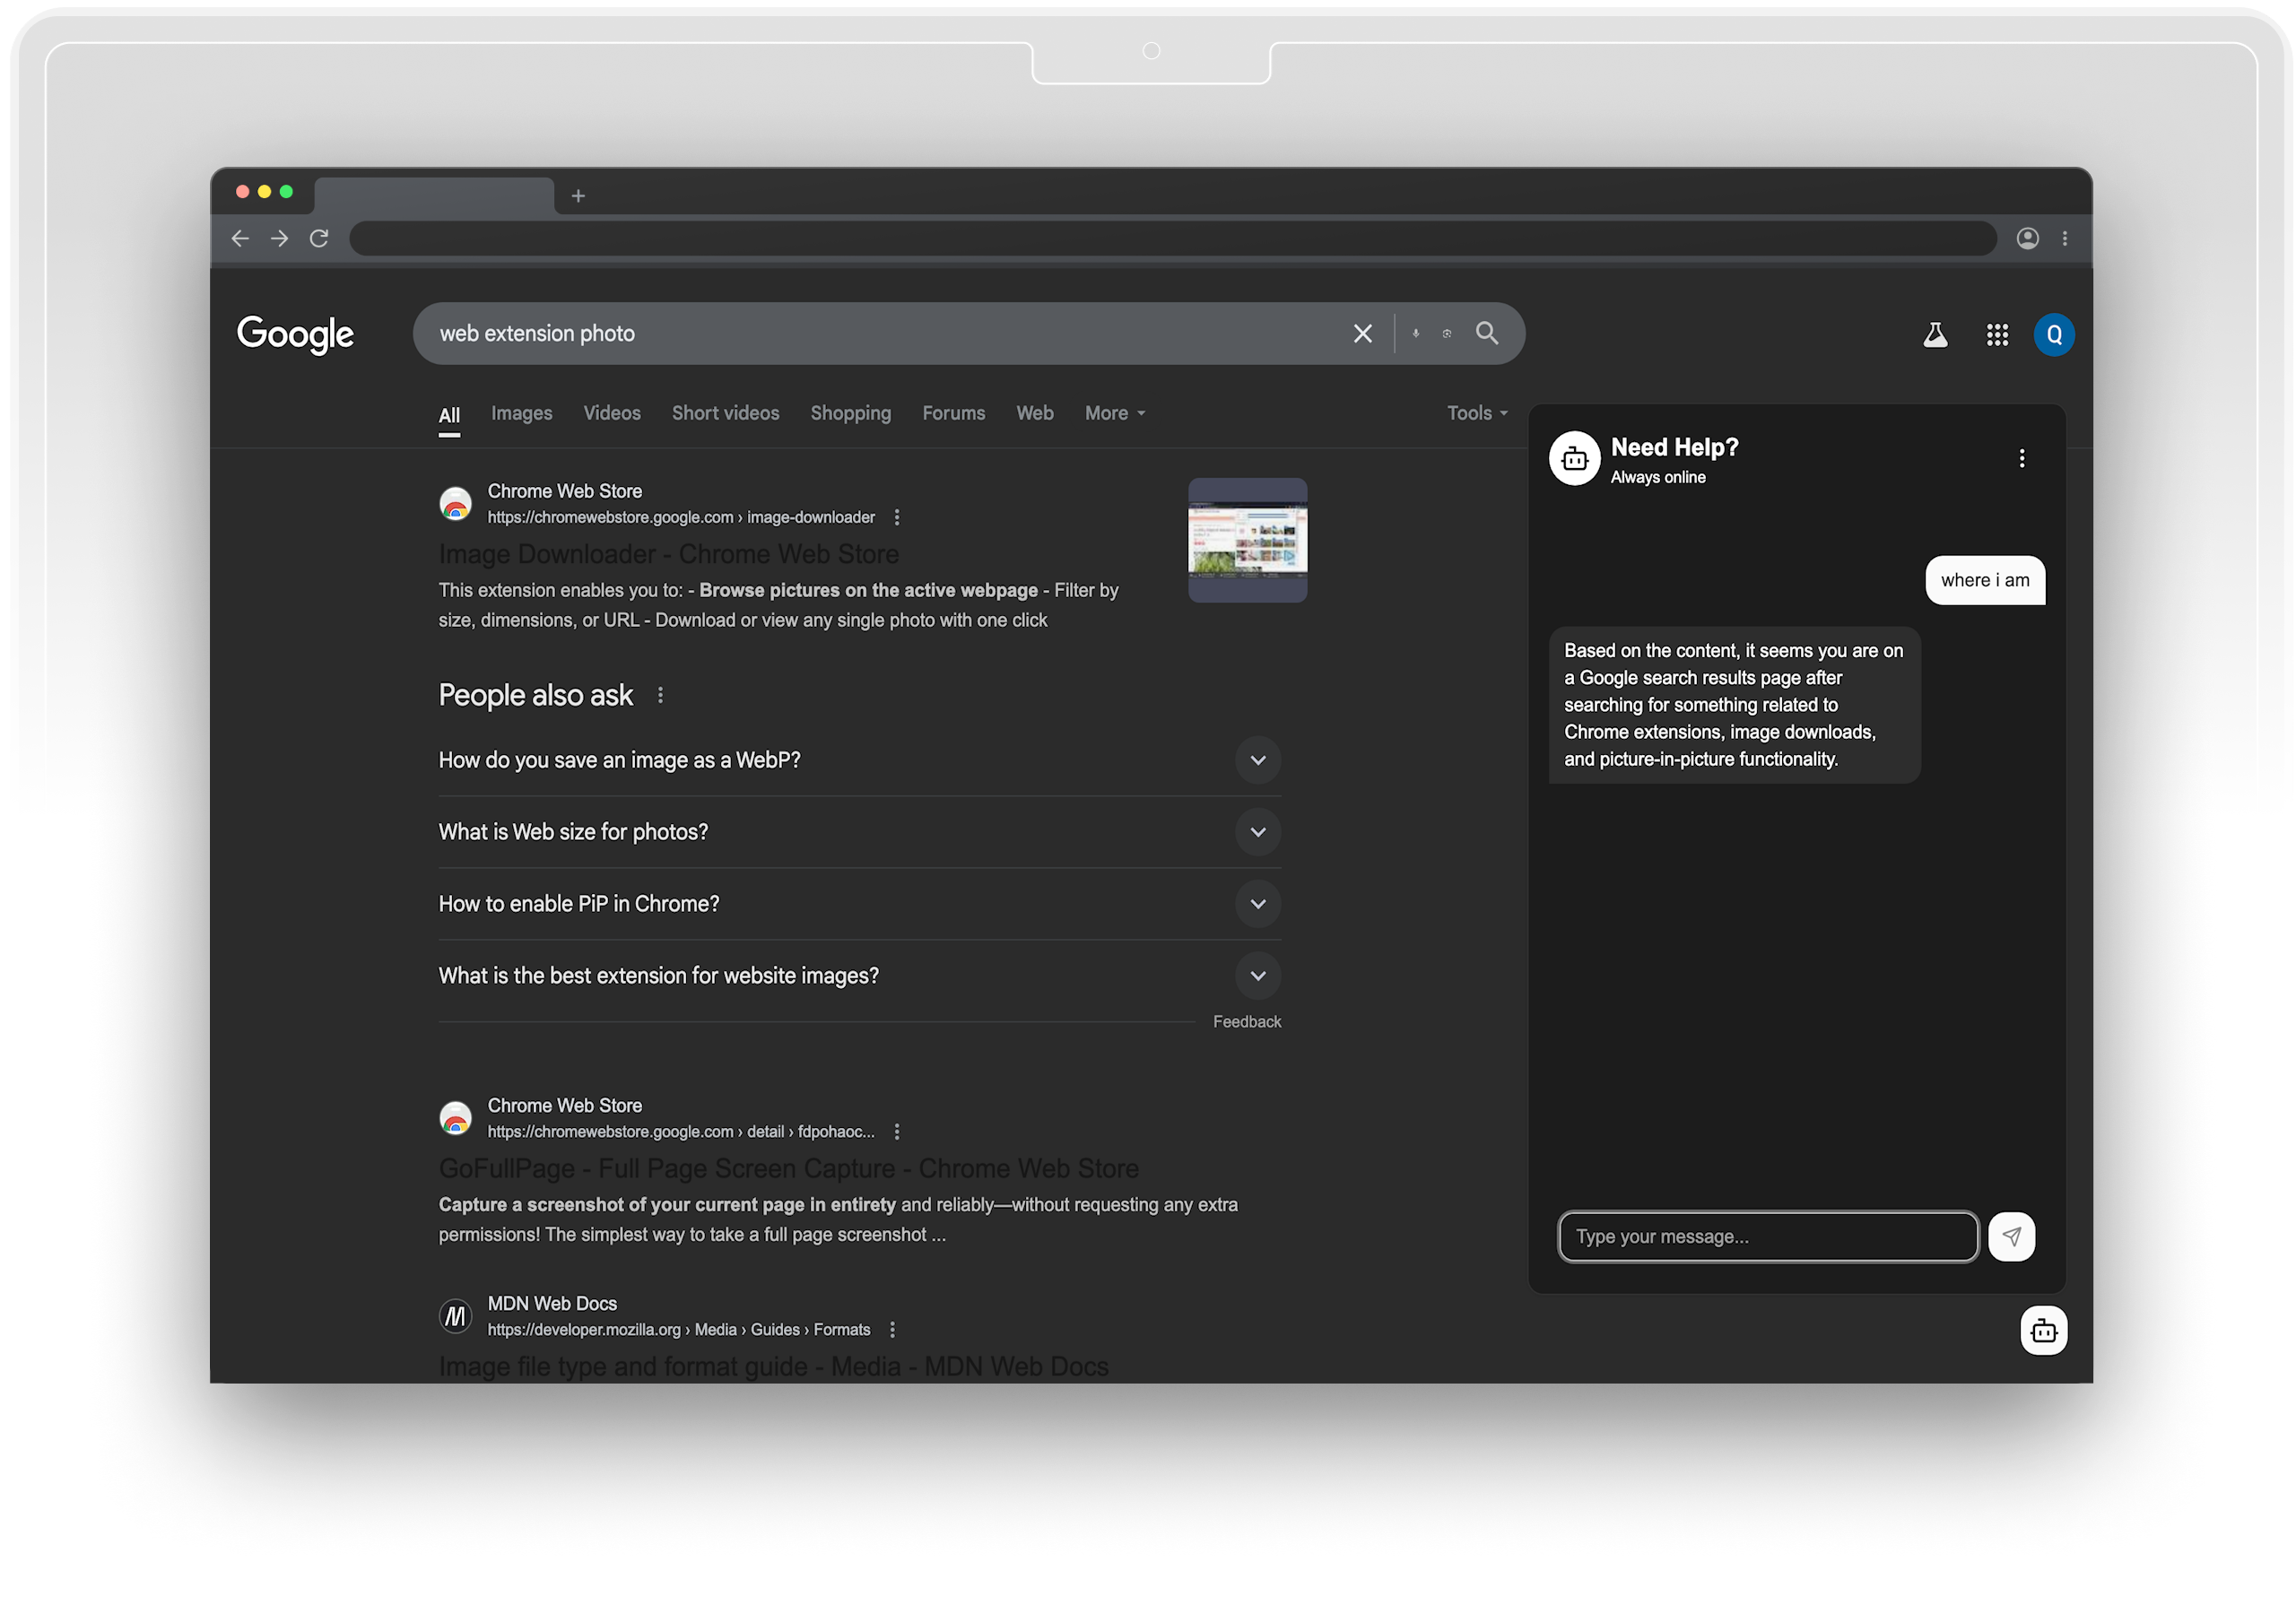 Google
web extension photo
Q
All Images Videos Short videos Shopping Forums Web More Tools
Chrome Web Store
https://chromewebstore.google.com › image-downloader
Image Downloader - Chrome Web Store
This extension enables you to: - Browse pictures on the active webpage - Filter by
size, dimensions, or URL - Download or view any single photo with one click
People also ask
How do you save an image as a WebP?
What is Web size for photos?
How to enable PiP in Chrome?
What is the best extension for website images?
Feedback
Chrome Web Store
https://chromewebstore.google.com › detail › fdpohaoc...
GoFullPage - Full Page Screen Capture - Chrome Web Store
Capture a screenshot of your current page in entirety and reliably—without requesting any extra
permissions! The simplest way to take a full page screenshot ...
MDN Web Docs
https://developer.mozilla.org › Media › Guides › Formats
Image file type and format guide - Media - MDN Web Docs
Need Help?
Always online
where i am
Based on the content, it seems you are on
a Google search results page after
searching for something related to
Chrome extensions, image downloads,
and picture-in-picture functionality.
Type your message...